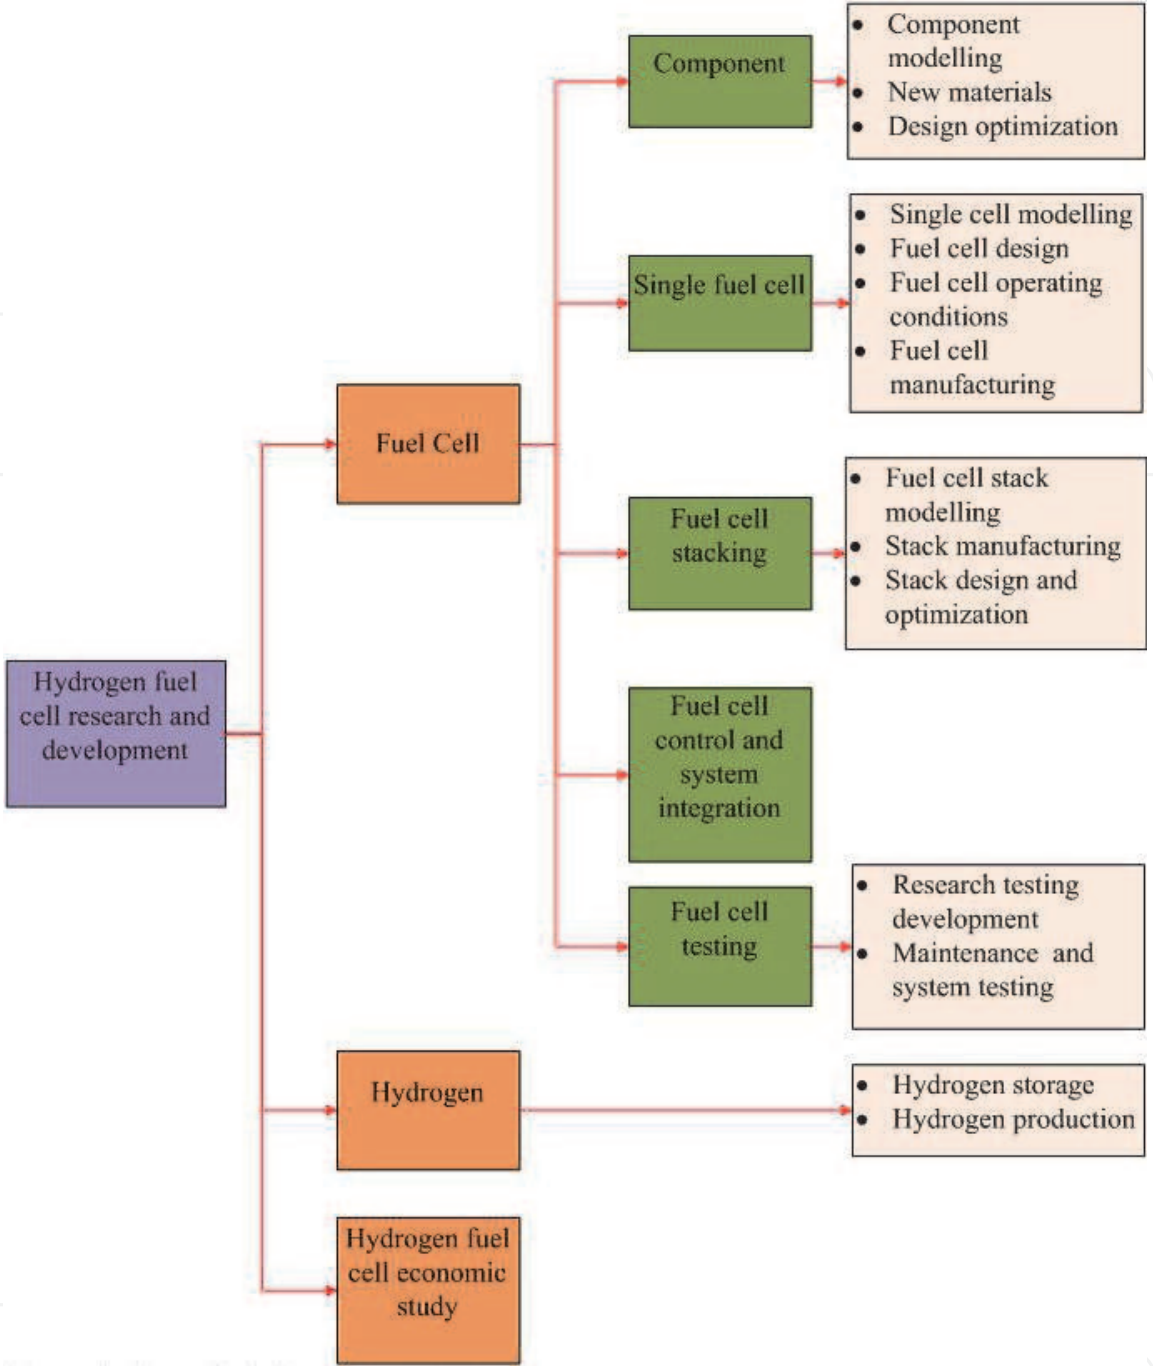 Component
• Component
modelling
• New materials
• Design optimization
Single fuel cell
• Single cell modelling
• Fuel cell design
• Fuel cell operating
conditions
• Fuel cell
manufacturing
Fuel Cell
Fuel cell
stacking
• Fuel cell stack
modelling
• Stack manufacturing
• Stack design and
optimization
Hydrogen fuel
cell research and
development
Fuel cell
control and
system
integration
Fuel cell
testing
• Research testing
development
• Maintenance and
system testing
Hydrogen
• Hydrogen storage
• Hydrogen production
Hydrogen fuel
cell economic
study